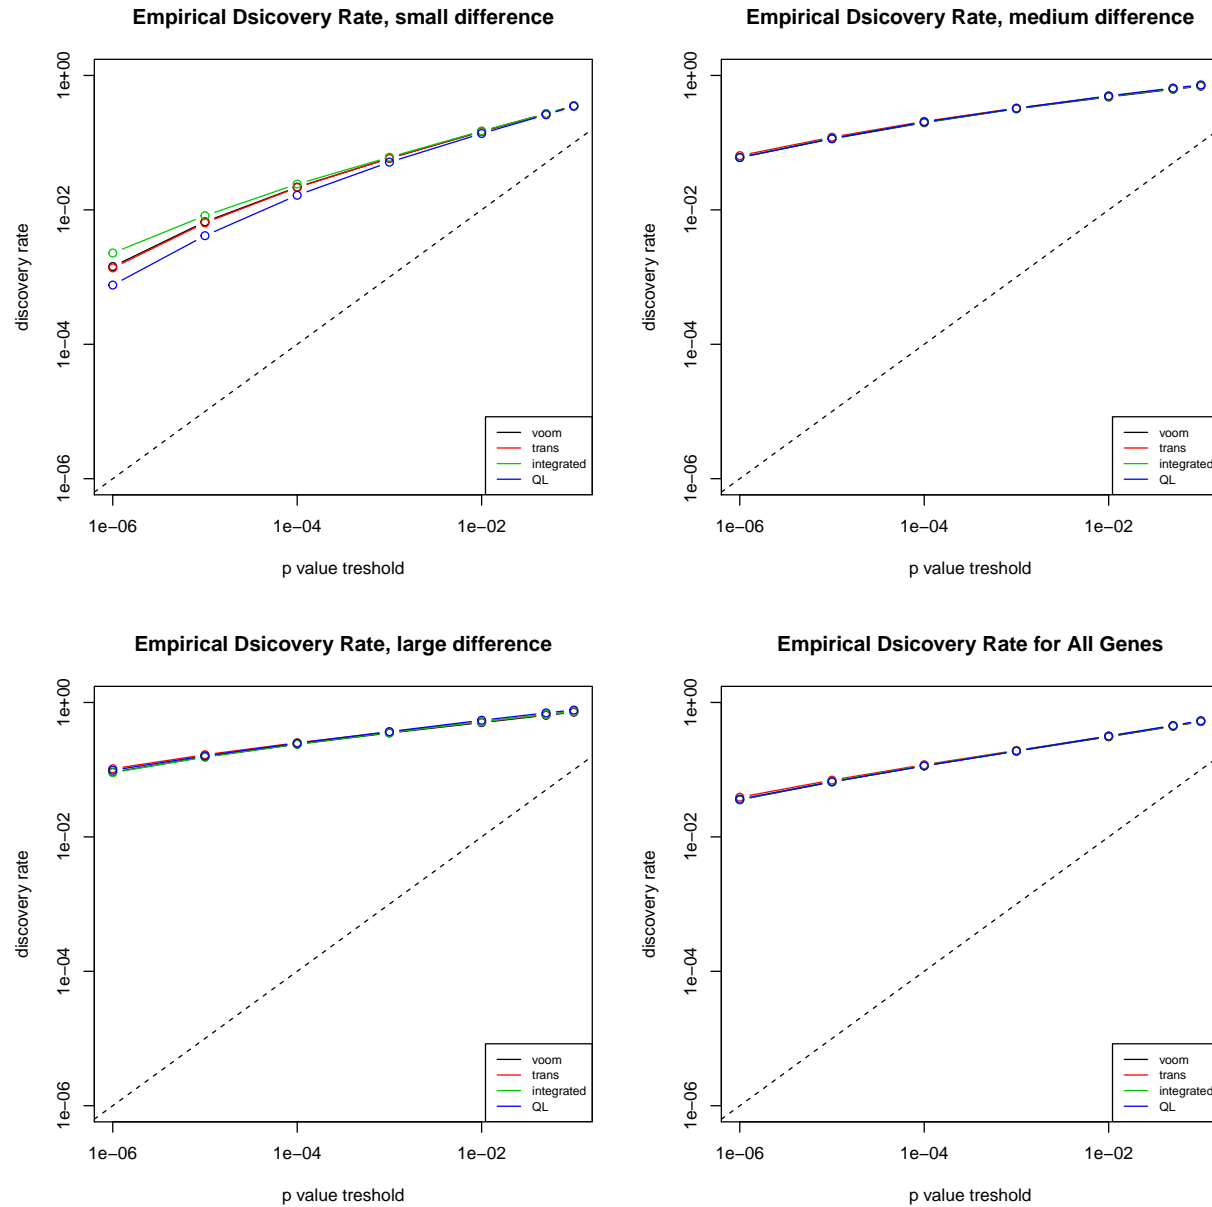 Empirical Dsicovery Rate, small difference
discovery rate
1e+00
1e−02
1e−04
1e−06
voom
trans
integrated
QL
1e−06 1e−04 1e−02
p value treshold
Empirical Dsicovery Rate, medium difference
discovery rate
1e+00
1e−02
1e−04
1e−06
voom
trans
integrated
QL
1e−06 1e−04 1e−02
p value treshold
Empirical Dsicovery Rate, large difference
discovery rate
1e+00
1e−02
1e−04
1e−06
voom
trans
integrated
QL
1e−06 1e−04 1e−02
p value treshold
Empirical Dsicovery Rate for All Genes
discovery rate
1e+00
1e−02
1e−04
1e−06
voom
trans
integrated
QL
1e−06 1e−04 1e−02
p value treshold